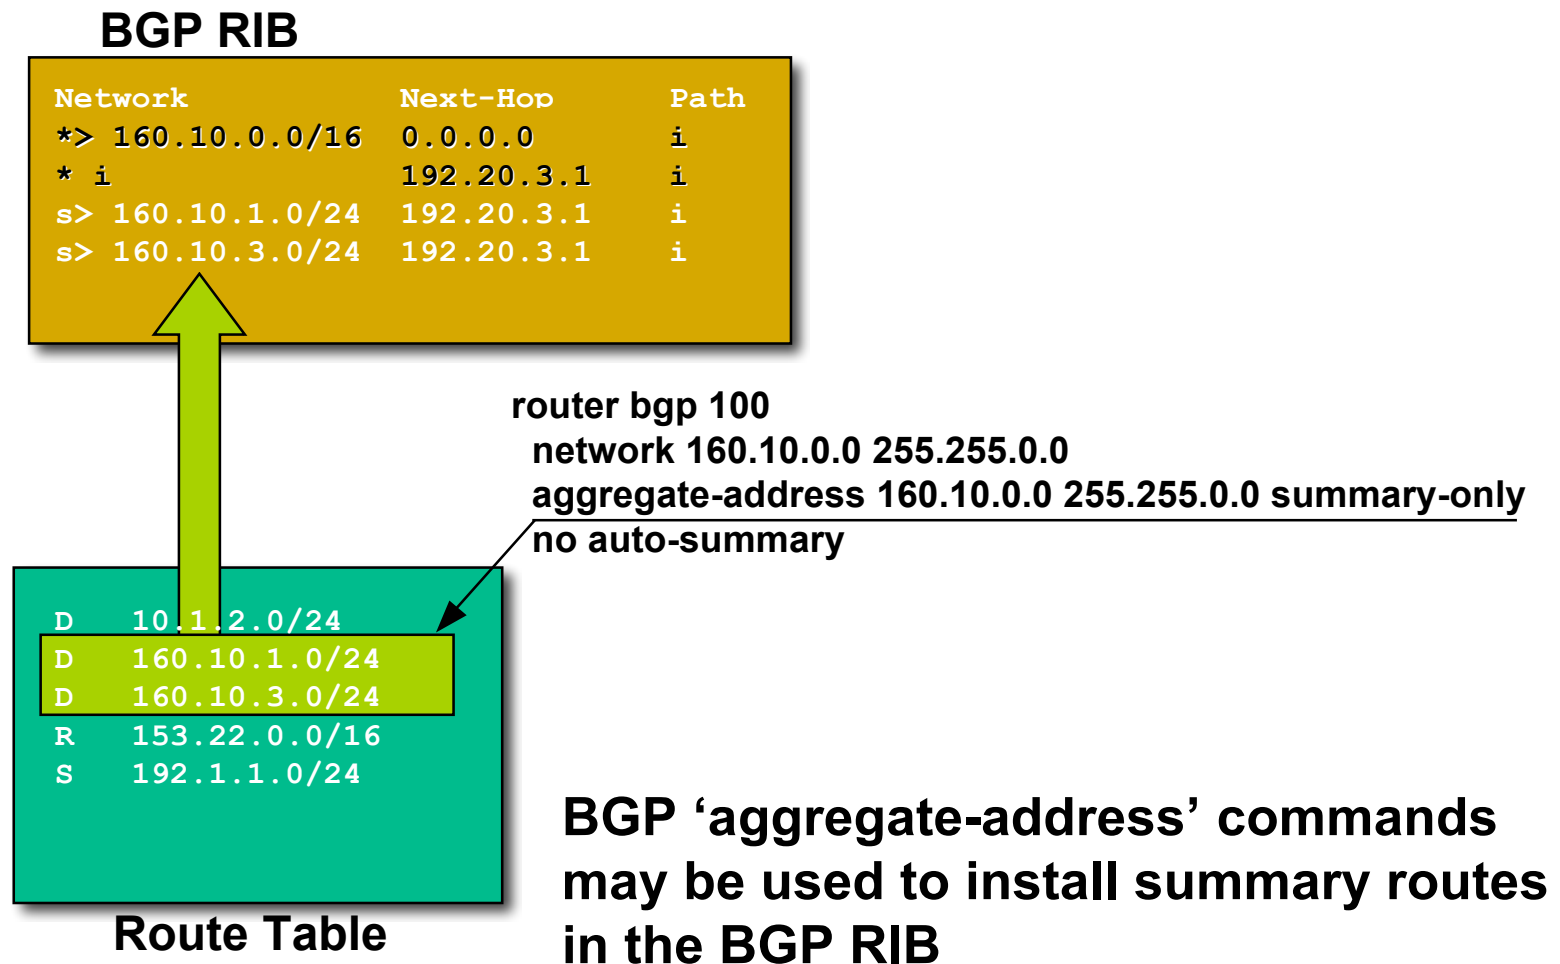 BGP RIB
Network Next-Hop Path
*> 160.10.0.0/16 0.0.0.0 i
* i 192.20.3.1 i
s> 160.10.1.0/24 192.20.3.1 i
s> 160.10.3.0/24 192.20.3.1 i
router bgp 100
network 160.10.0.0 255.255.0.0
aggregate-address 160.10.0.0 255.255.0.0 summary-only
no auto-summary
D 10.1.2.0/24
D 160.10.1.0/24
D 160.10.3.0/24
R 153.22.0.0/16
S 192.1.1.0/24
Route Table
BGP ‘aggregate-address’ commands
may be used to install summary routes
in the BGP RIB